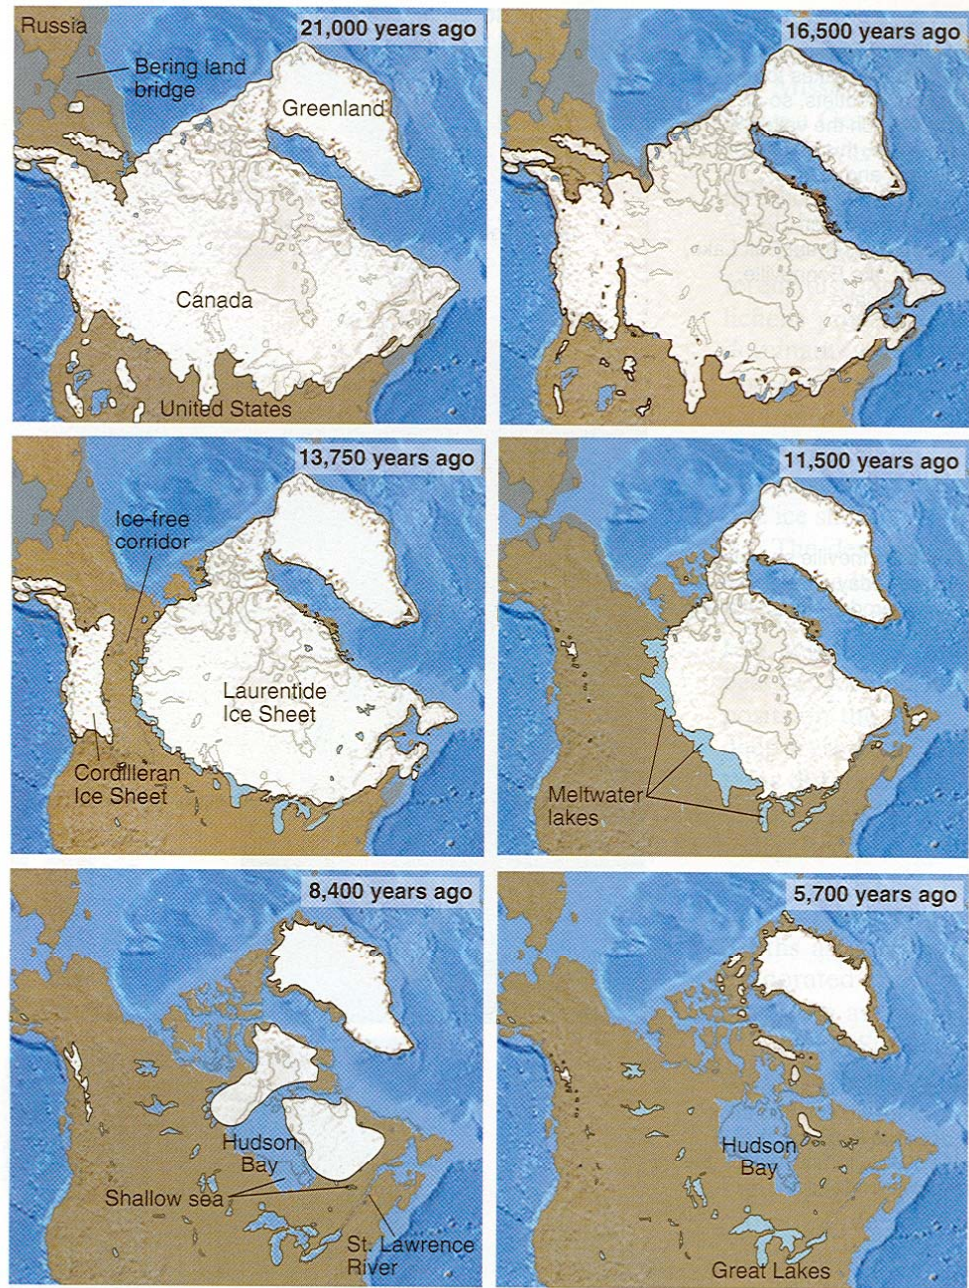 Russia
21,000 years ago
Bering land
bridge
Greenland
Canada
United States
16,500 years ago
13,750 years ago
Ice-free
corridor
Laurentide
Ice Sheet
Cordilleran
Ice Sheet
11,500 years ago
Meltwater
lakes
8,400 years ago
Hudson
Bay
Shallow sea
St. Lawrence
River
5,700 years ago
Hudson
Bay
Great Lakes